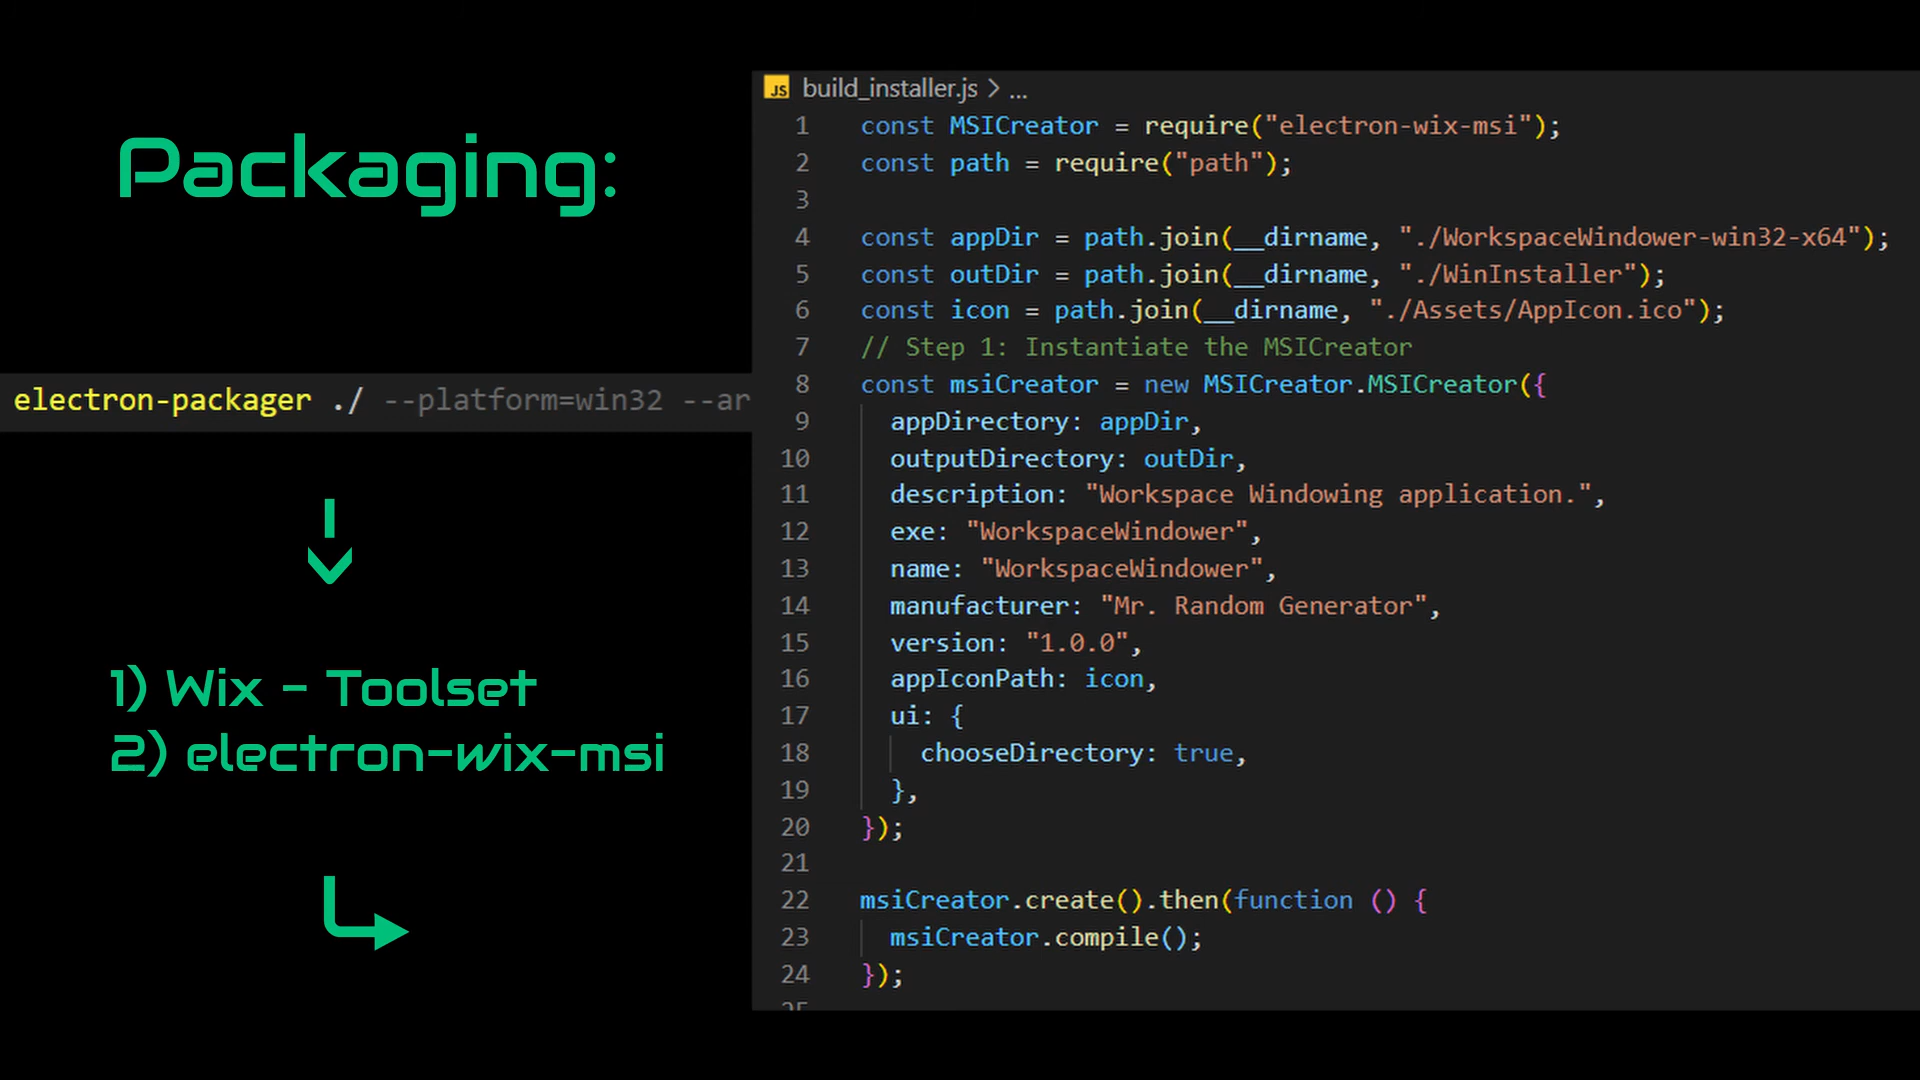 Packaging:
electron-packager ./ --platform=win32 --ar
1) Wix - Toolset
2) electron-wix-msi
JS build_installer.js > ...
1 const MSICreator = require("electron-wix-msi");
2 const path = require("path");
3
4 const appDir = path.join(__dirname, "./WorkspaceWindower-win32-x64");
5 const outDir = path.join(__dirname, "./WinInstaller");
6 const icon = path.join(__dirname, "./Assets/AppIcon.ico");
7 // Step 1: Instantiate the MSICreator
8 const msiCreator = new MSICreator.MSICreator({
9 appDirectory: appDir,
10 outputDirectory: outDir,
11 description: "Workspace Windowing application.",
12 exe: "WorkspaceWindower",
13 name: "WorkspaceWindower",
14 manufacturer: "Mr. Random Generator",
15 version: "1.0.0",
16 appIconPath: icon,
17 ui: {
18 chooseDirectory: true,
19 },
20 });
21
22 msiCreator.create().then(function () {
23 msiCreator.compile();
24 });
25